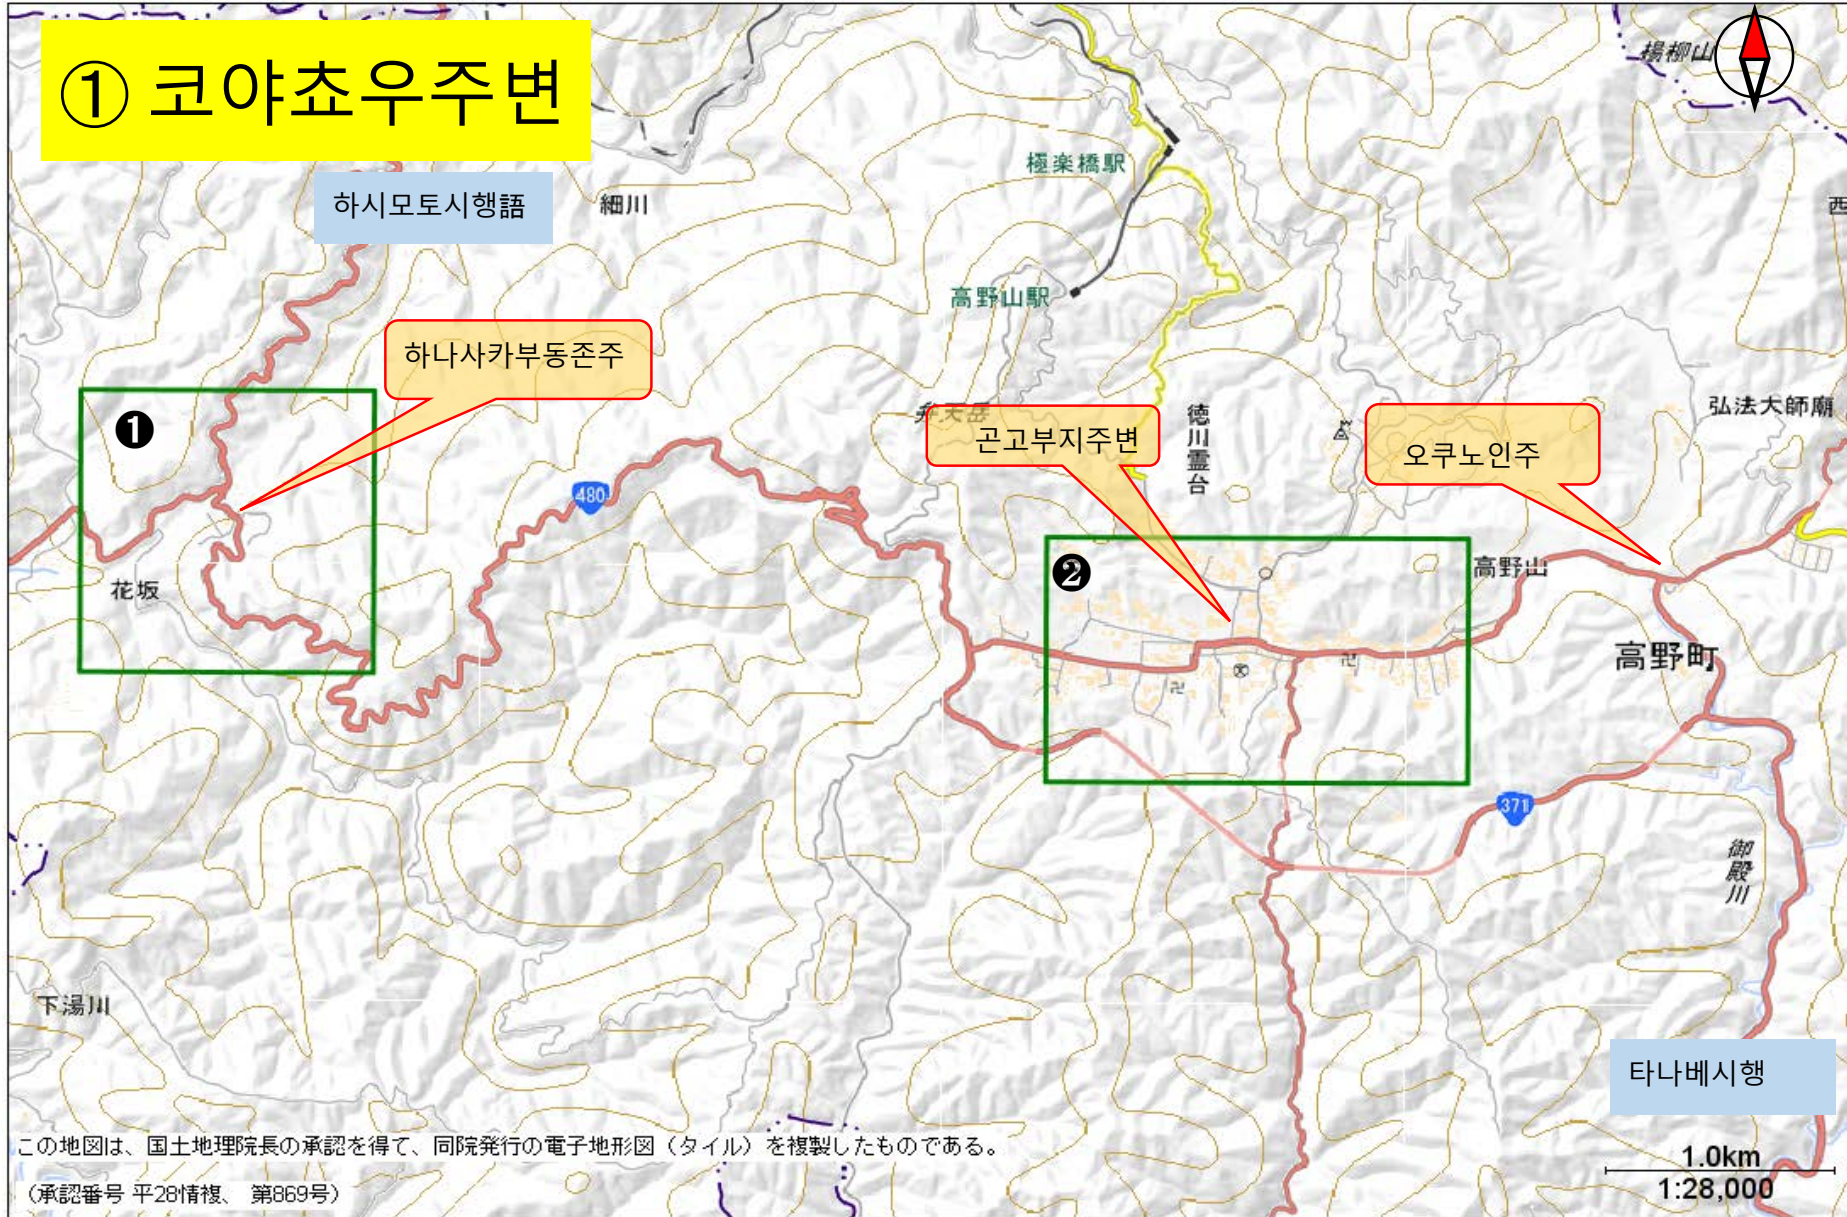 ① 코야쵸우주변
楊柳山
極楽橋駅
하시모토시행語
細川
西
高野山駅
하나사카부동존주
❶
弁天岳
徳川霊台
弘法大師廟
곤고부지주변
오쿠노인주
480
❷
高野山
花坂
高野町
371
御殿川
下湯川
타나베시행
この地図は、国土地理院長の承認を得て、同院発行の電子地形図（タイル）を複製したものである。
（承認番号 平28情複、 第869号）
1.0km
1:28,000